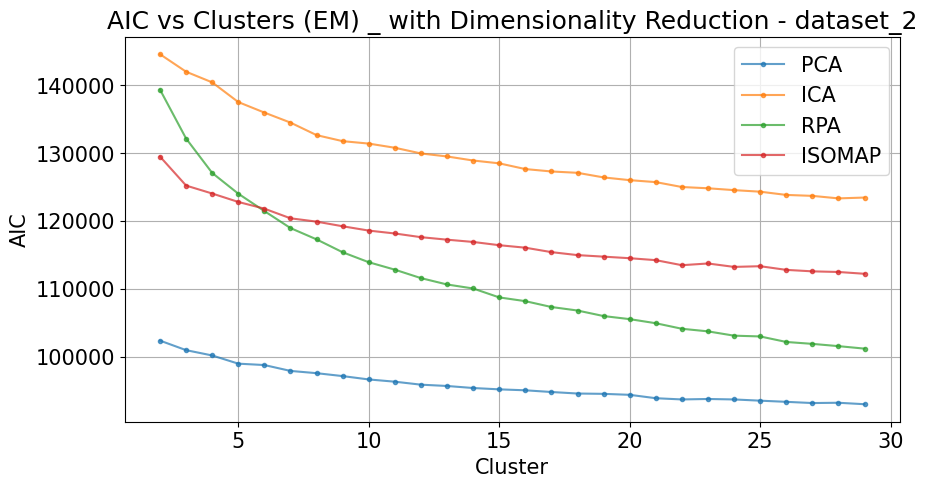 AIC vs Clusters (EM) _ with Dimensionality Reduction - dataset_2
PCA
ICA
RPA
ISOMAP
140000
130000
120000
110000
100000
AIC
5 10 15 20 25 30
Cluster